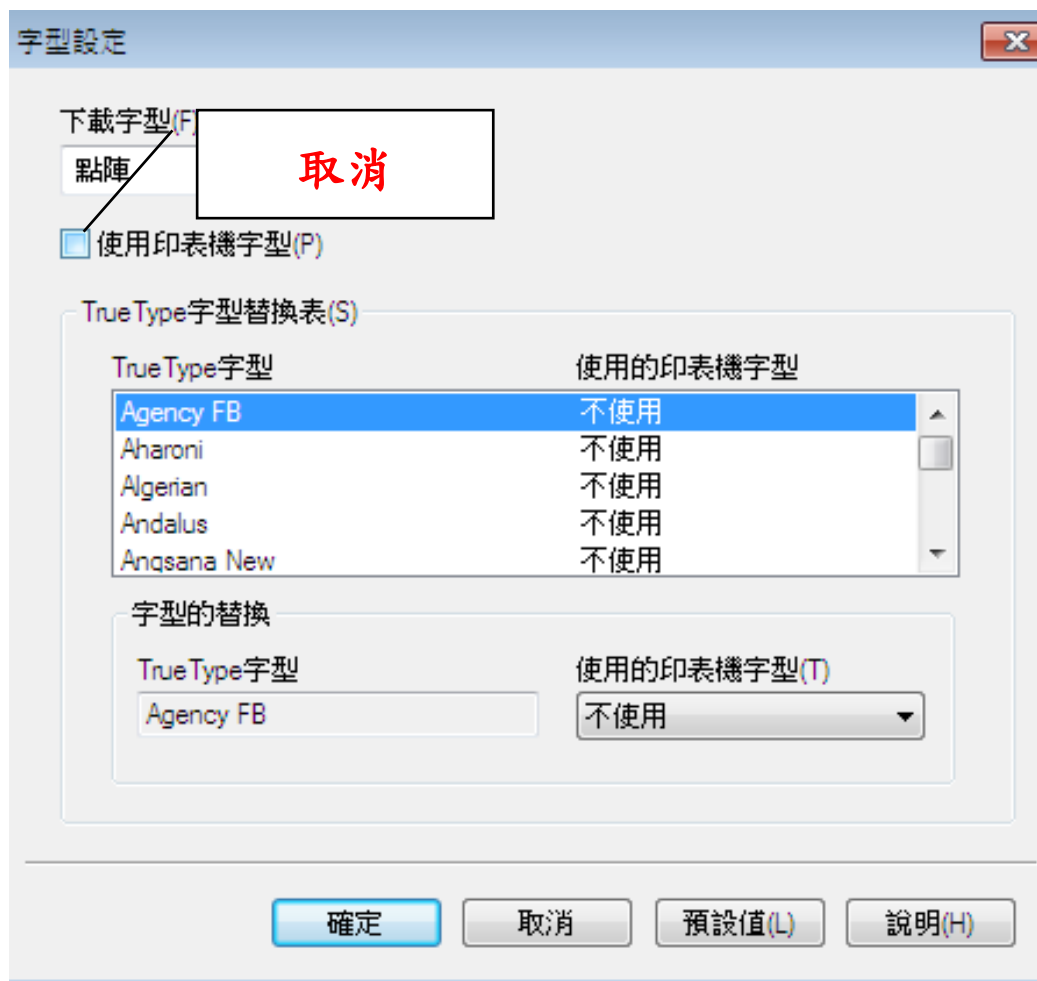 字型設定
下載字型(F)
取消
點陣
使用印表機字型(P)
TrueType字型替換表(S)
TrueType字型 使用的印表機字型
Agency FB 不使用
Aharoni 不使用
Algerian 不使用
Andalus 不使用
Angsana New 不使用
字型的替換
TrueType字型 使用的印表機字型(T)
Agency FB 不使用
確定 取消 預設值(L) 說明(H)